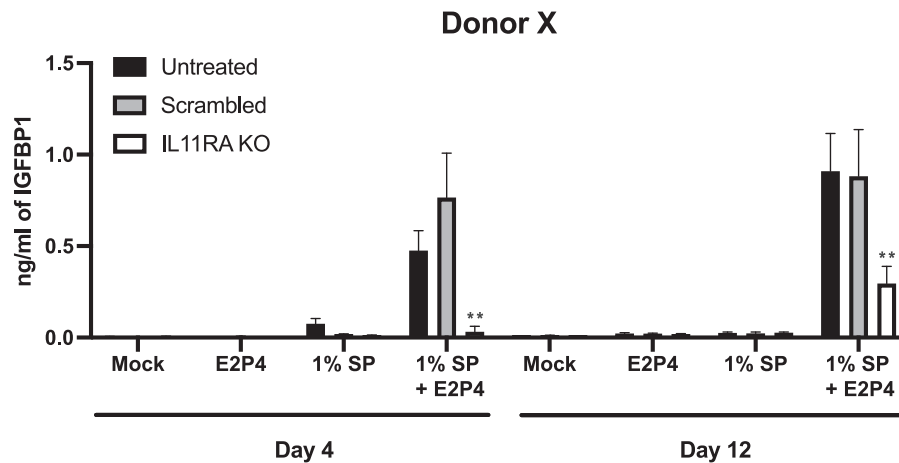 Donor X
Untreated
Scrambled
IL11RA KO
ng/ml of IGFBP1
1.5
1.0
0.5
0.0
**
**
Mock
E2P4
1% SP
1% SP
+ E2P4
Mock
E2P4
1% SP
1% SP
+ E2P4
Day 4
Day 12